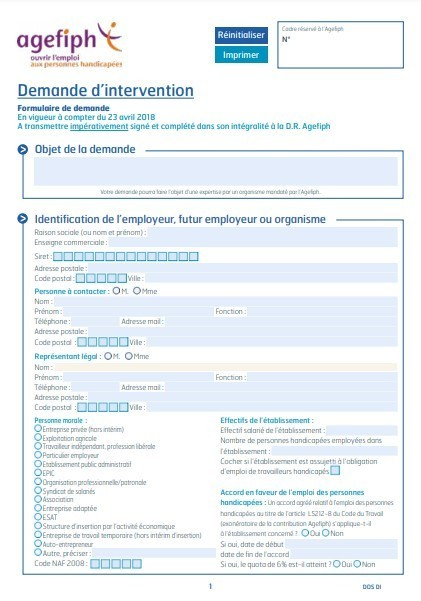 agefiph
ouvrir l'emploi
aux personnes handicapées
Réinitialiser
Imprimer
Cadre réservé à l'Agefiph
N°
Demande d'intervention
Formulaire de demande
En vigueur à compter du 23 avril 2018
A transmettre impérativement signé et complété dans son intégralité à la D.R. Agefiph
Objet de la demande
Votre demande pourra faire l'objet d'une expertise par un organisme mandaté par l'Agefiph.
Identification de l'employeur, futur employeur ou organisme
Raison sociale (ou nom et prénom) :
Enseigne commerciale :
Siret :
Adresse postale :
Code postal : Ville :
Personne à contacter : M. Mme
Nom :
Prénom : Fonction :
Téléphone : Adresse mail :
Adresse postale :
Code postal : Ville :
Représentant légal : M. Mme
Nom :
Prénom : Fonction :
Téléphone : Adresse mail :
Adresse postale :
Code postal : Ville :
Personne morale :
Entreprise privée (hors intérim)
Exploitation agricole
Travailleur indépendant, profession libérale
Particulier employeur
Etablissement public administratif
EPIC
Organisation professionnelle/patronale
Syndicat de salariés
Association
Entreprise adaptée
ESAT
Structure d'insertion par l'activité économique
Entreprise de travail temporaire (hors intérim d'insertion)
Auto-entrepreneur
Autre, préciser :
Code NAF 2008 :
Effectifs de l'établissement :
Effectif salarié de l'établissement :
Nombre de personnes handicapées employées dans
l'établissement :
Cocher si l'établissement est assujetti à l'obligation
d'emploi de travailleurs handicapés
Accord en faveur de l'emploi des personnes
handicapées : Un accord agréé relatif à l'emploi des personnes
handicapées au titre de l'article L5212-8 du Code du Travail
(exonératoire de la contribution Agefiph) s'applique-t-il
à l'établissement concerné ? Oui Non
Si oui, date de début
date de fin de l'accord
Si oui, le quota de 6% est-il atteint ? Oui Non
1
DOS DI